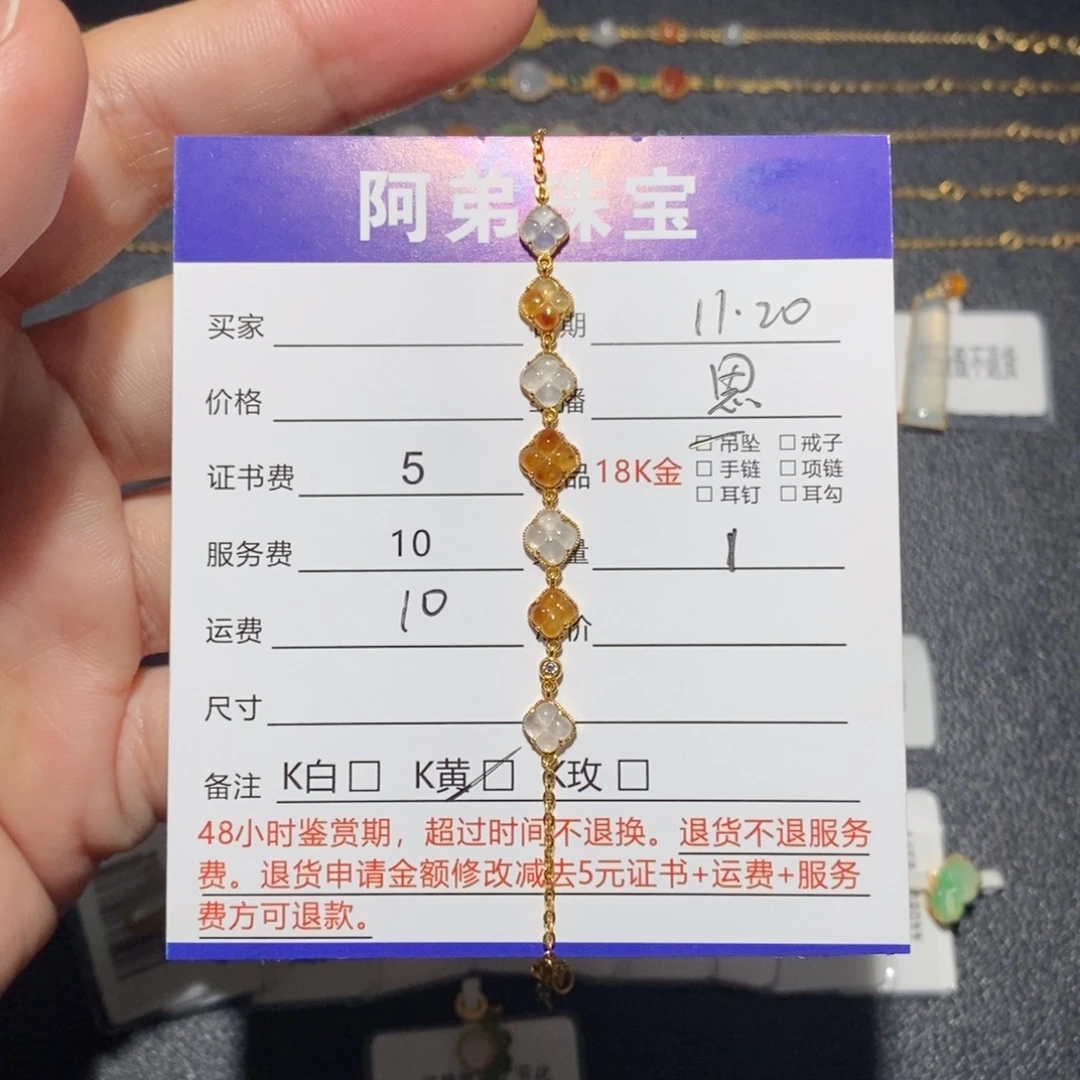 阿弟珠宝
买家 期 11.20
价格 播 恩
证书费 5 品 18K金 □ 吊坠 □ 戒子
□ 手链 □ 项链
□ 耳钉 □ 耳勾
服务费 10 量 1
运费 10 价
尺寸
备注 K白 □ K黄 □ K玫 □
48小时鉴赏期，超过时间不退换。退货不退服务
费。退货申请金额修改减去5元证书+运费+服务
费方可退款。
不退